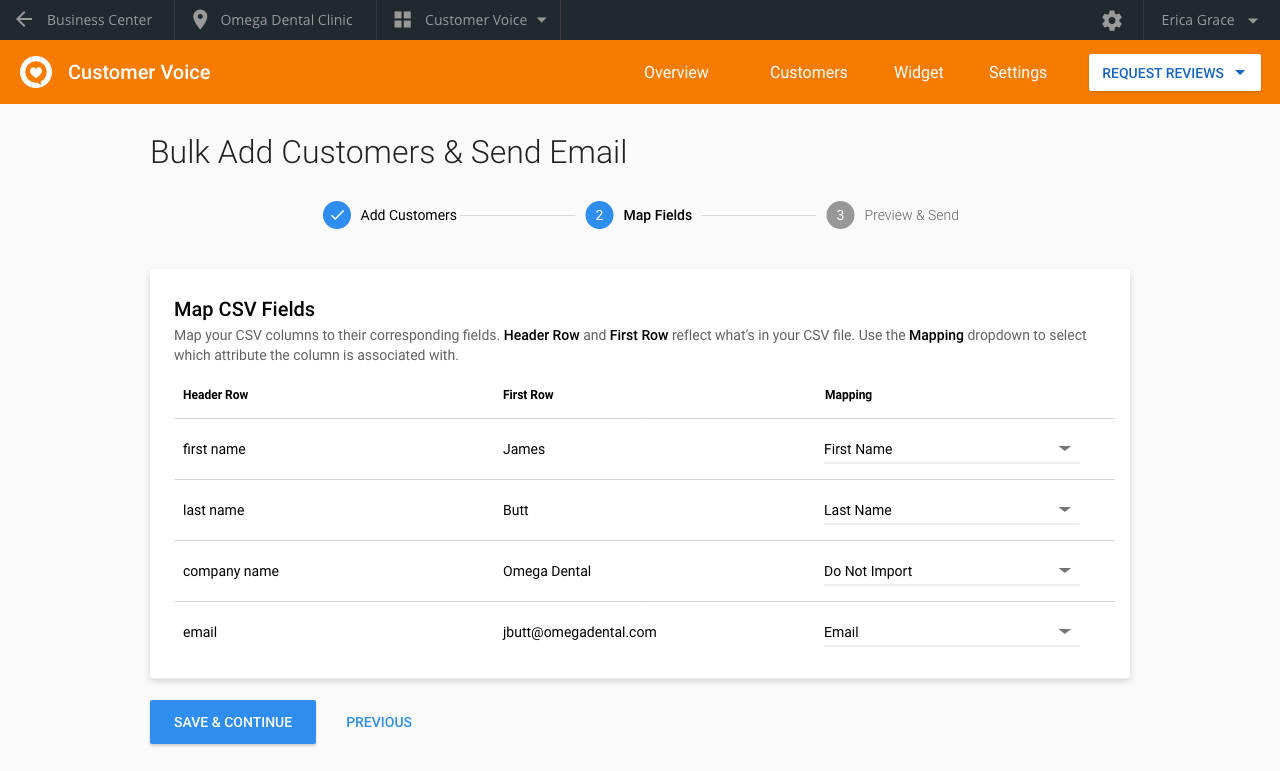 Business Center
Omega Dental Clinic
Customer Voice
Erica Grace
Customer Voice
Overview
Customers
Widget
Settings
REQUEST REVIEWS
Bulk Add Customers & Send Email
Add Customers
2 Map Fields
3 Preview & Send
Map CSV Fields
Map your CSV columns to their corresponding fields. Header Row and First Row reflect what's in your CSV file. Use the Mapping dropdown to select
which attribute the column is associated with.
Header Row First Row Mapping
first name James First Name
last name Butt Last Name
company name Omega Dental Do Not Import
email jbutt@omegadental.com Email
SAVE & CONTINUE PREVIOUS